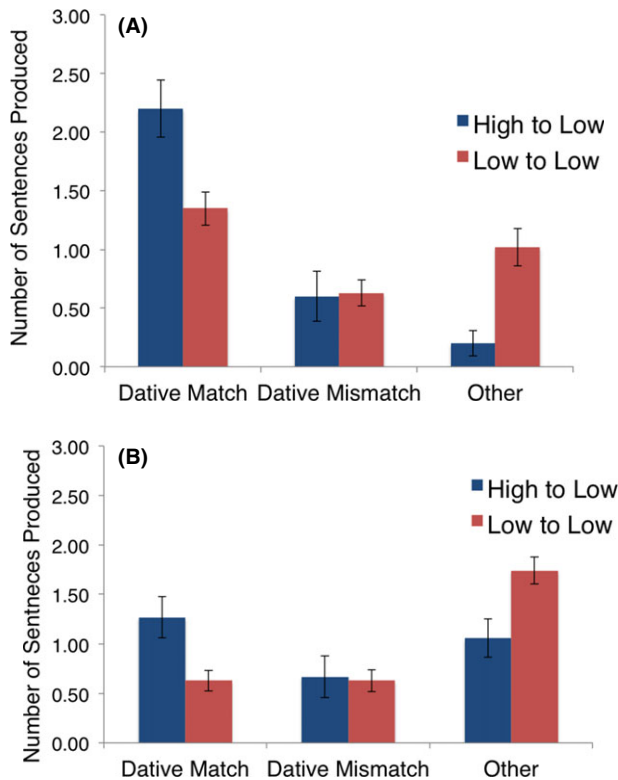 (A)
Number of Sentences Produced
3.00
2.50
2.00
1.50
1.00
0.50
0.00
High to Low
Low to Low
Dative Match Dative Mismatch Other
(B)
Number of Sentneces Produced
3.00
2.50
2.00
1.50
1.00
0.50
0.00
High to Low
Low to Low
Dative Match Dative Mismatch Other